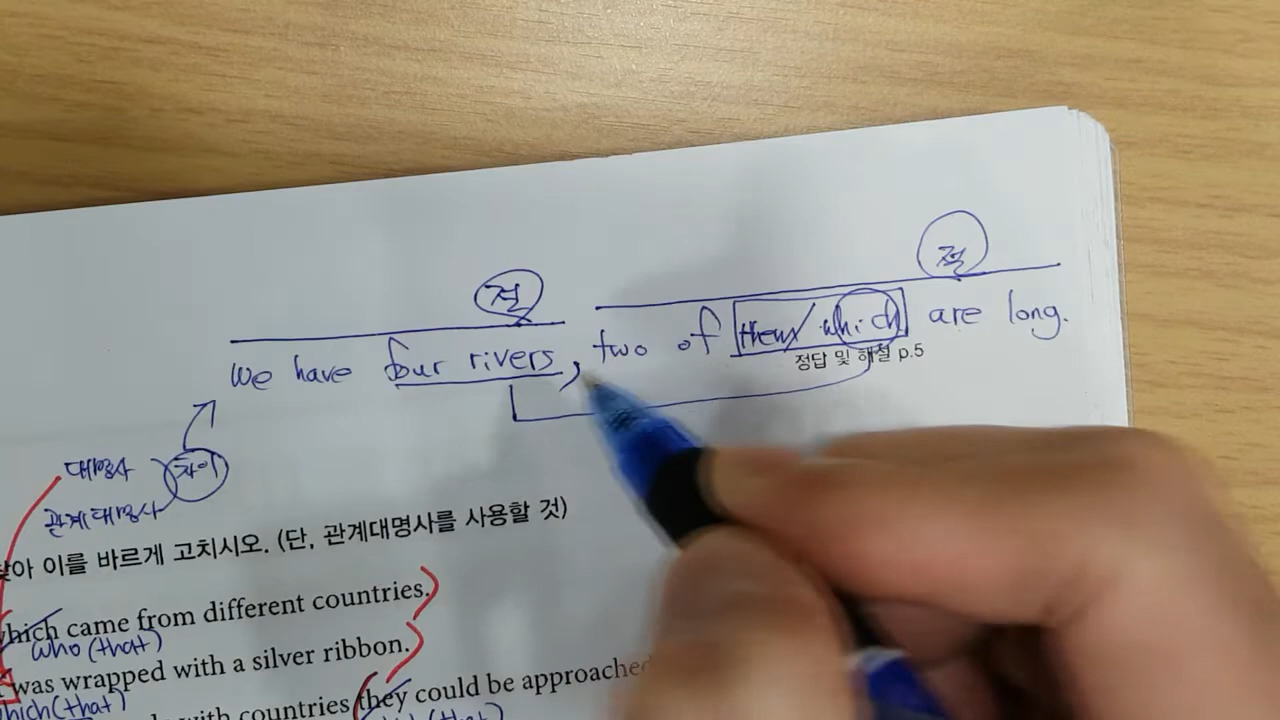 절 절
we have four rivers, two of them/which are long.
정답 및 해설 p.5
대명사 차이
관계대명사
찾아 이를 바르게 고치시오. (단, 관계대명사를 사용할 것)
which came from different countries.
who (that)
was wrapped with a silver ribbon.
which (that)
with countries they could be approached
(that)